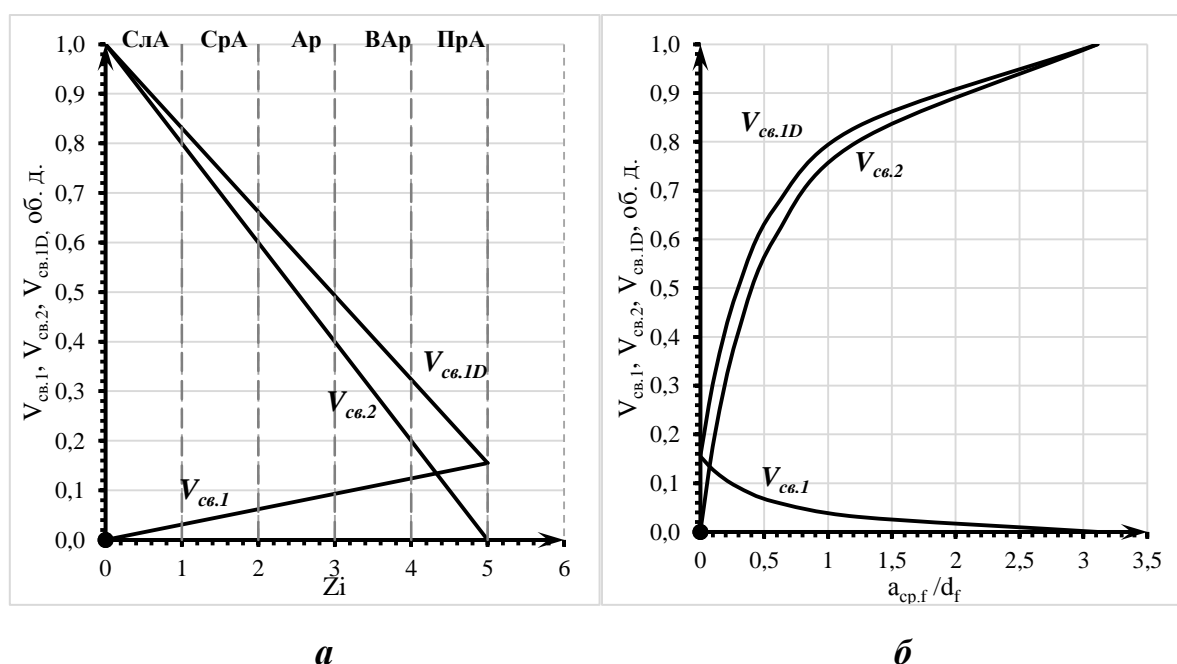 СлА СрА Ар ВАр ПрА
1,0
0,9
0,8
0,7
0,6
0,5
0,4
0,3
0,2
0,1
0,0
V св.1, V св.2, V св.1D, об. д.
V св.1D
V св.2
V св.1
0 1 2 3 4 5 6
Zi
а
1,0
0,9
0,8
0,7
0,6
0,5
0,4
0,3
0,2
0,1
0,0
V св.1, V св.2, V св.1D, об. д.
V св.1D
V св.2
V св.1
0 0,5 1 1,5 2 2,5 3 3,5
a ср.f /d f
б